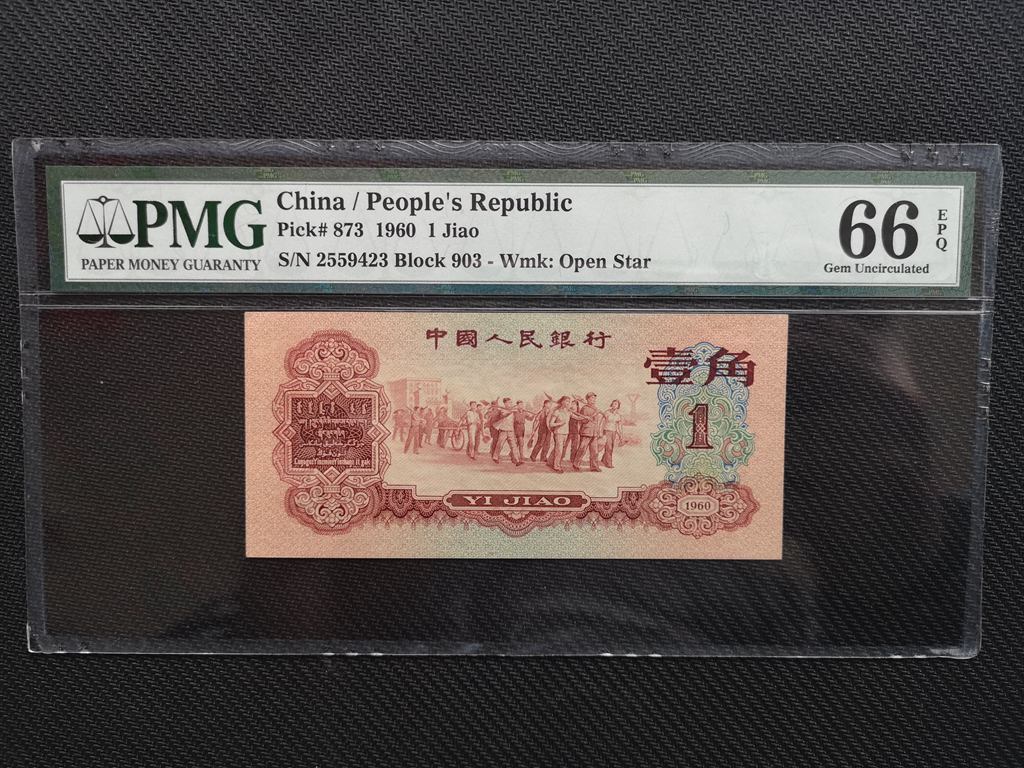 PMG
PAPER MONEY GUARANTY
China / People's Republic
Pick# 873 1960 1 Jiao
S/N 2559423 Block 903 - Wmk: Open Star
66
EPQ
Gem Uncirculated
中國人民銀行
壹角
1
YI JIAO
1960